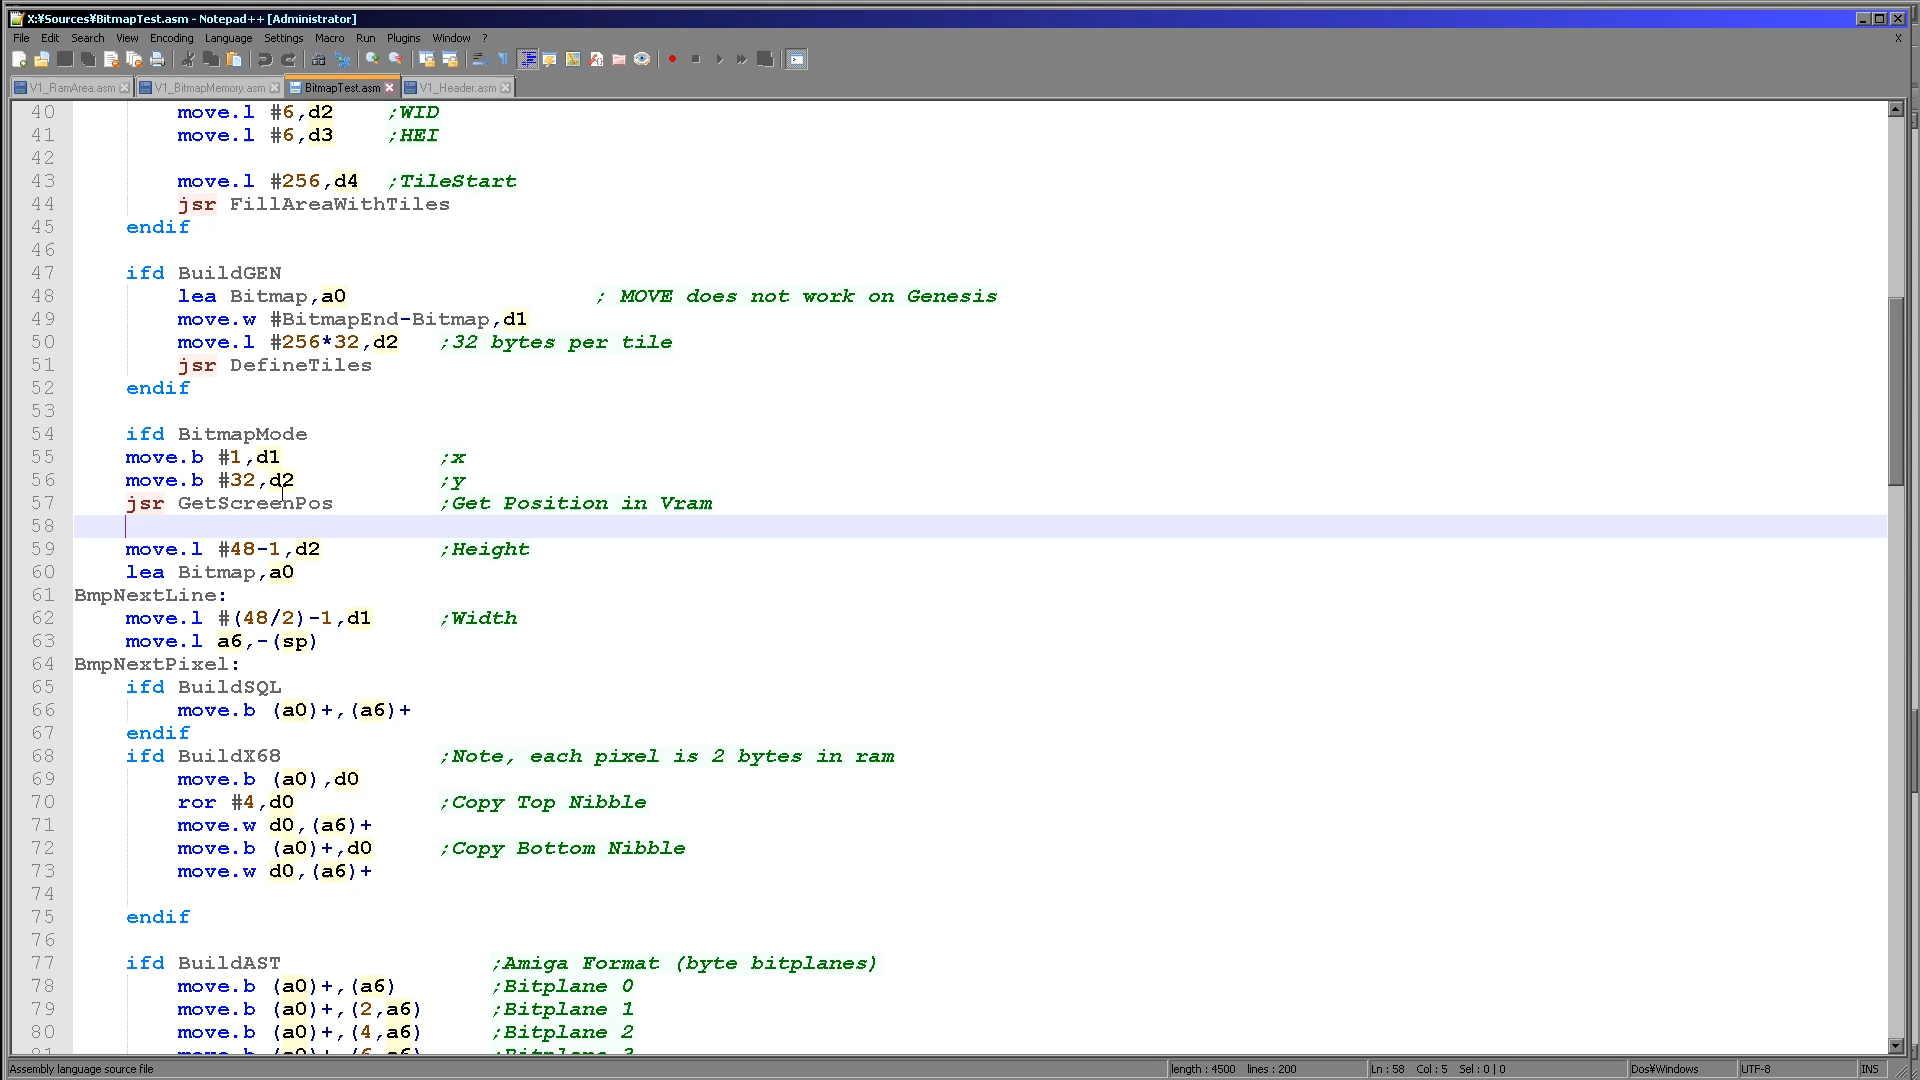 X:¥Sources¥BitmapTest.asm - Notepad++ [Administrator]
File Edit Search View Encoding Language Settings Macro Run Plugins Window ? X
V1_RamArea.asm V1_BitmapMemory.asm BitmapTest.asm V1_Header.asm
40 move.l #6,d2 ;WID
41 move.l #6,d3 ;HEI
42
43 move.l #256,d4 ;TileStart
44 jsr FillAreaWithTiles
45 endif
46
47 ifd BuildGEN
48 lea Bitmap,a0 ; MOVE does not work on Genesis
49 move.w #BitmapEnd-Bitmap,d1
50 move.l #256*32,d2 ;32 bytes per tile
51 jsr DefineTiles
52 endif
53
54 ifd BitmapMode
55 move.b #1,d1 ;x
56 move.b #32,d2 ;y
57 jsr GetScreenPos ;Get Position in Vram
58
59 move.l #48-1,d2 ;Height
60 lea Bitmap,a0
61 BmpNextLine:
62 move.l #(48/2)-1,d1 ;Width
63 move.l a6,-(sp)
64 BmpNextPixel:
65 ifd BuildSQL
66 move.b (a0)+,(a6)+
67 endif
68 ifd BuildX68 ;Note, each pixel is 2 bytes in ram
69 move.b (a0),d0
70 ror #4,d0 ;Copy Top Nibble
71 move.w d0,(a6)+
72 move.b (a0)+,d0 ;Copy Bottom Nibble
73 move.w d0,(a6)+
74
75 endif
76
77 ifd BuildAST ;Amiga Format (byte bitplanes)
78 move.b (a0)+,(a6) ;Bitplane 0
79 move.b (a0)+,(2,a6) ;Bitplane 1
80 move.b (a0)+,(4,a6) ;Bitplane 2
81 move.b (a0)+,(6,a6) ;Bitplane 3
Assembly language source file length : 4500 lines : 200 Ln : 58 Col : 5 Sel : 0 | 0 Dos¥Windows UTF-8 INS